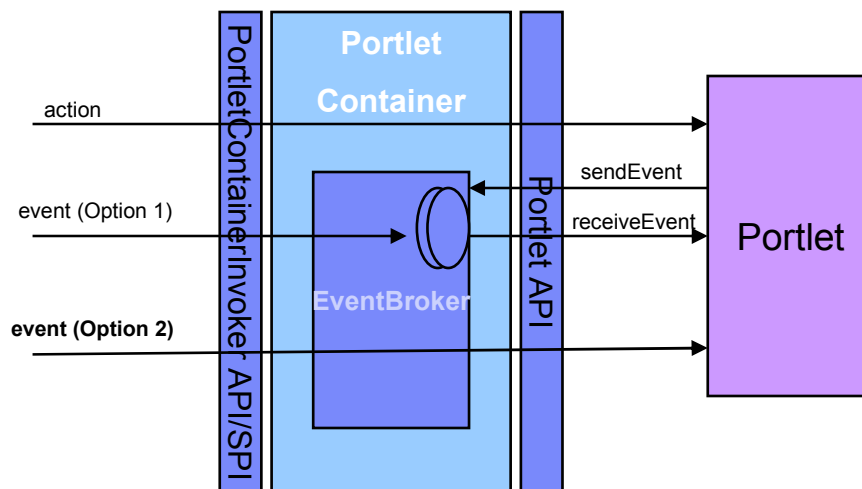 Portlet
Container
PortletContainerInvoker API/SPI
action
sendEvent
event (Option 1)
receiveEvent
Portlet API
Portlet
EventBroker
event (Option 2)